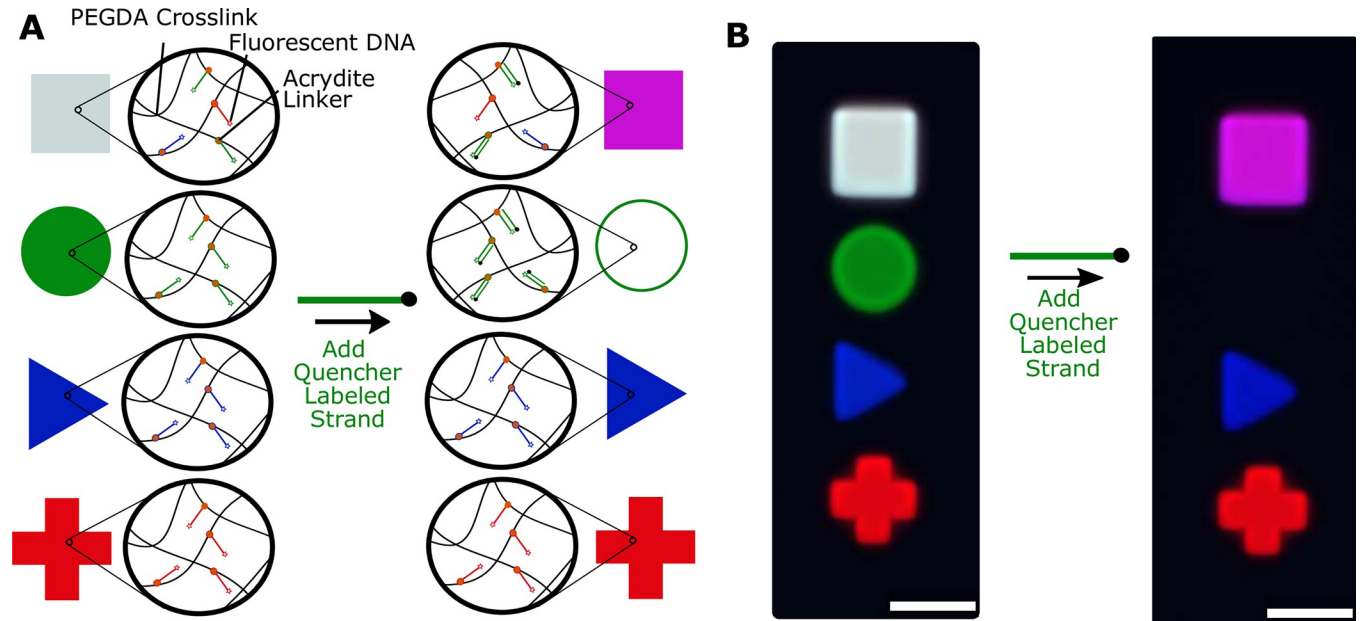 A
PEGDA Crosslink
Fluorescent DNA
Acrydite
Linker
Add
Quencher
Labeled
Strand
B
Add
Quencher
Labeled
Strand